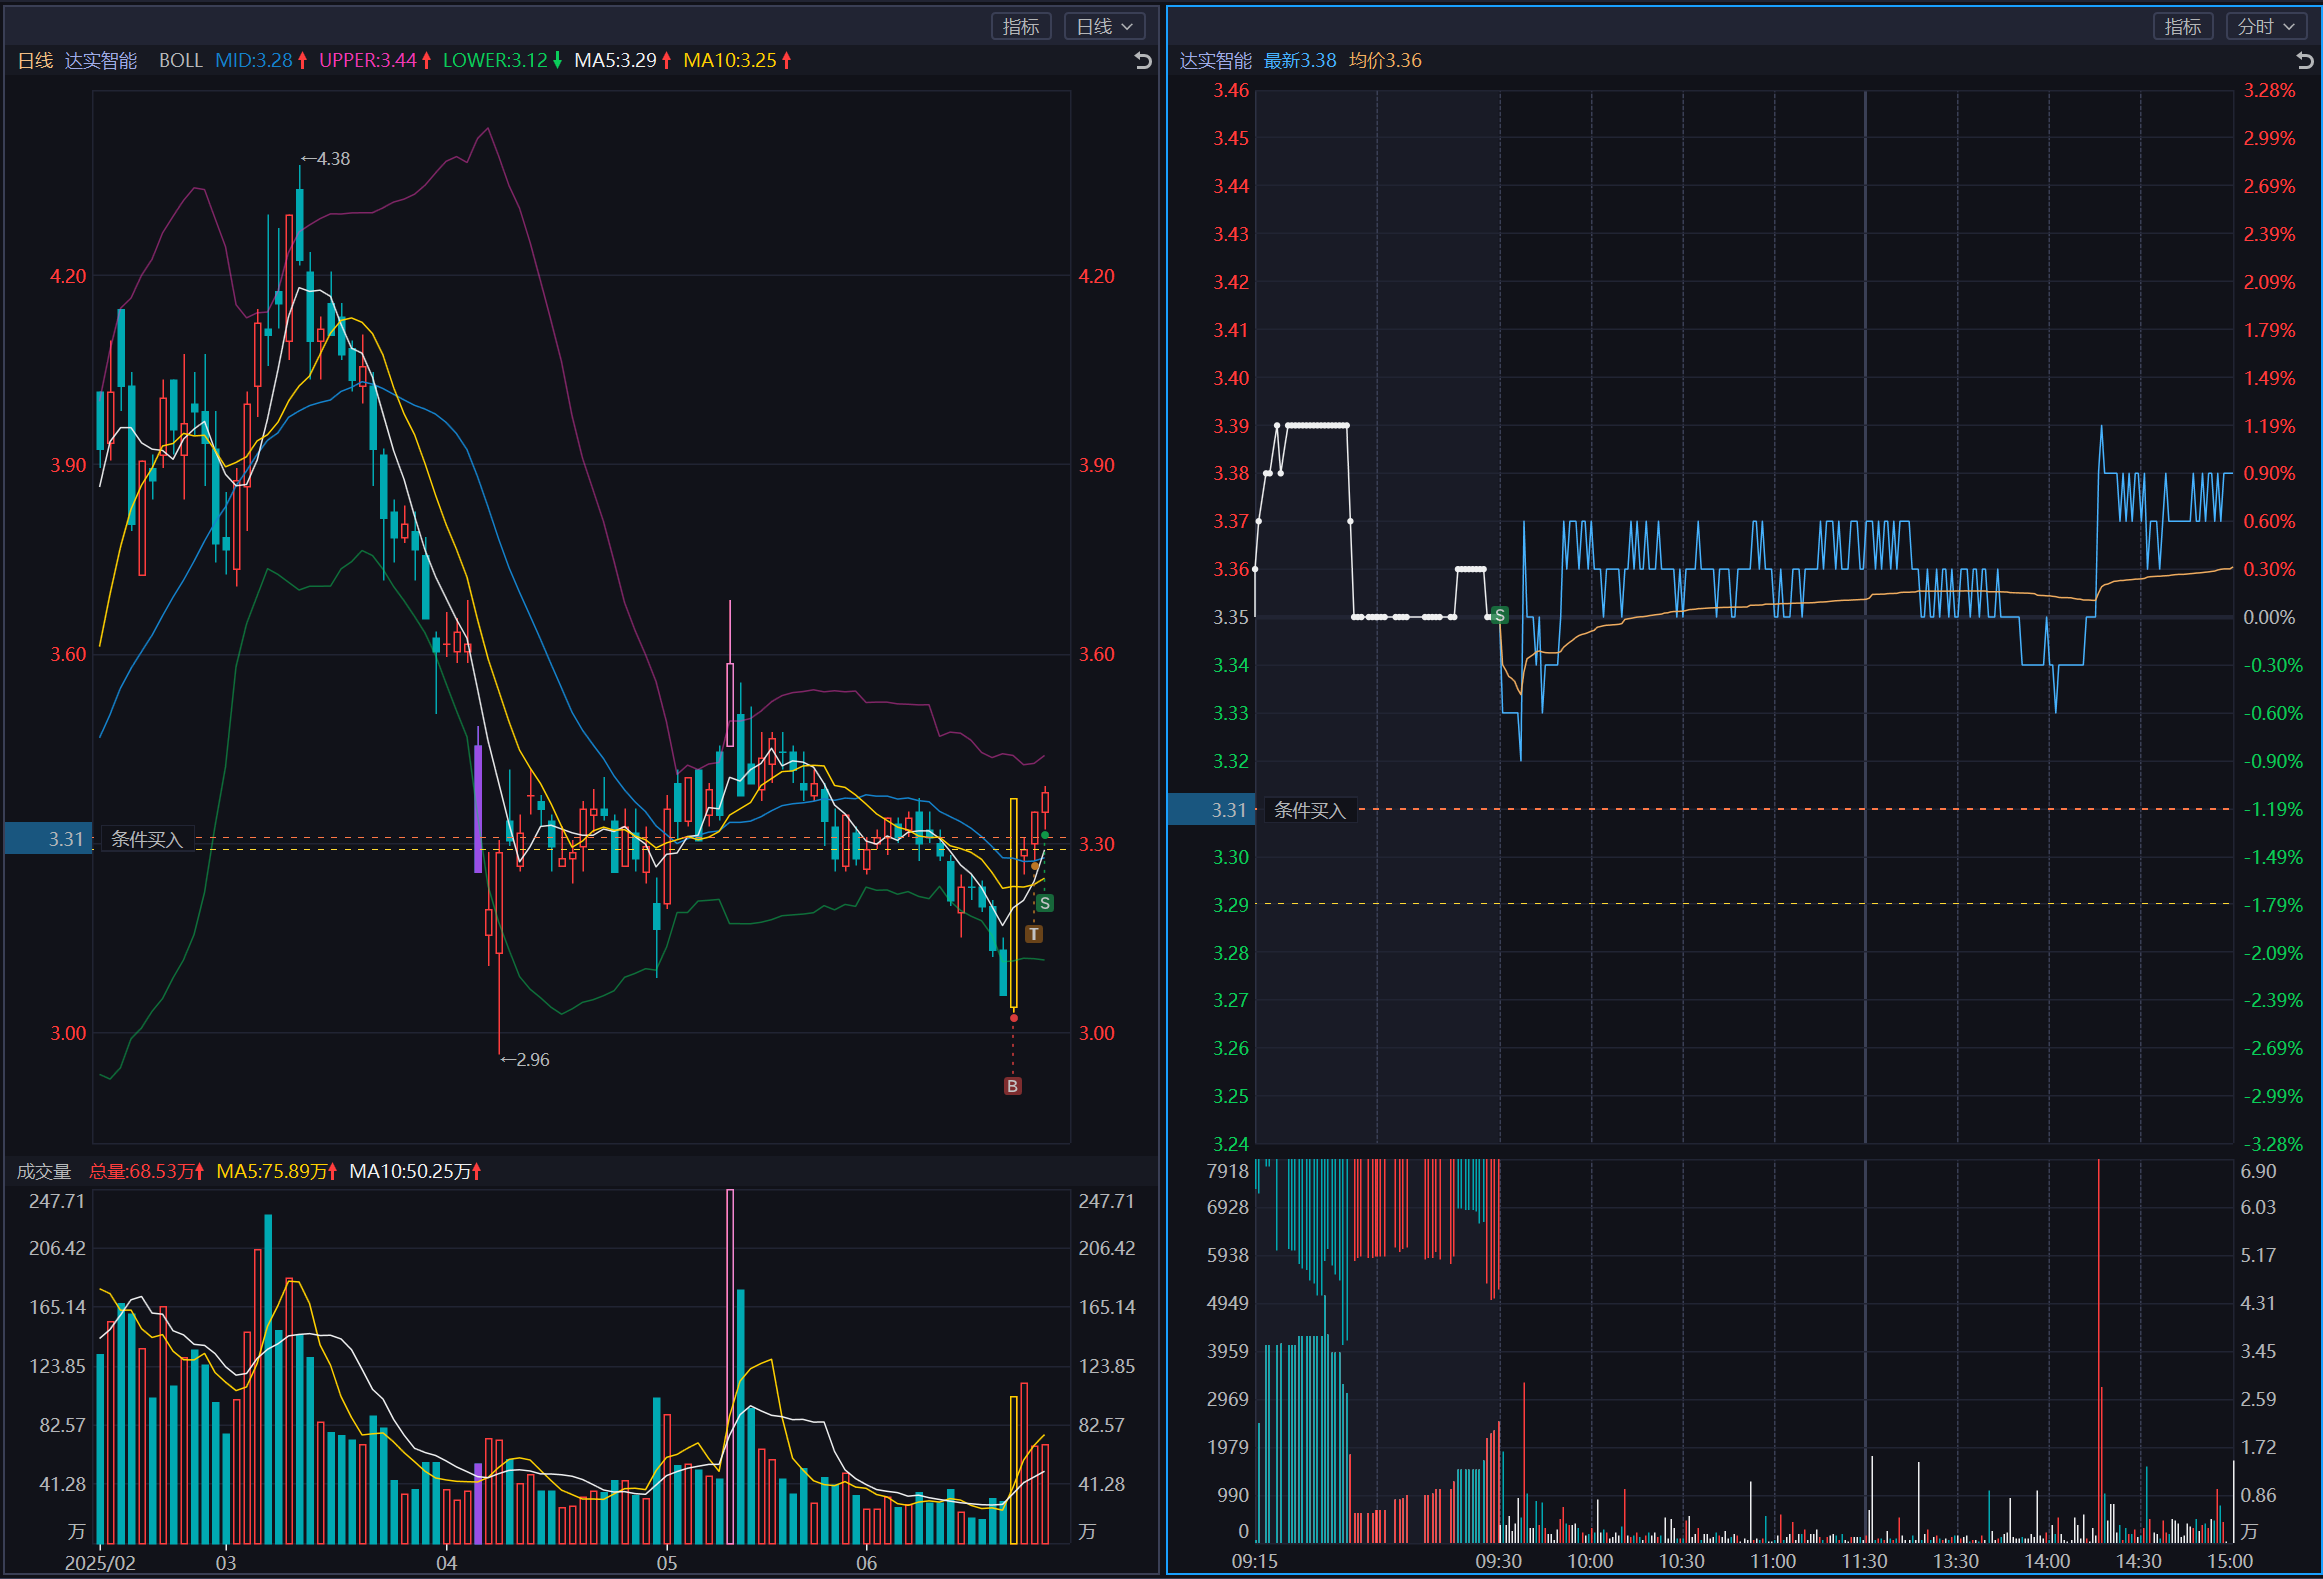 指标 日线
日线 达实智能 BOLL MID:3.28 UPPER:3.44 LOWER:3.12 MA5:3.29 MA10:3.25
←4.38
4.20 4.20
3.90 3.90
3.60 3.60
3.31 条件买入
3.30
S
T
3.00 3.00
←2.96
B
成交量 总量:68.53万 MA5:75.89万 MA10:50.25万
247.71 247.71
206.42 206.42
165.14 165.14
123.85 123.85
82.57 82.57
41.28 41.28
万 万
2025/02 03 04 05 06
指标 分时
达实智能 最新3.38 均价3.36
3.46 3.28%
3.45 2.99%
3.44 2.69%
3.43 2.39%
3.42 2.09%
3.41 1.79%
3.40 1.49%
3.39 1.19%
3.38 0.90%
3.37 0.60%
3.36 0.30%
3.35 S 0.00%
3.34 -0.30%
3.33 -0.60%
3.32 -0.90%
3.31 条件买入 -1.19%
3.30 -1.49%
3.29 -1.79%
3.28 -2.09%
3.27 -2.39%
3.26 -2.69%
3.25 -2.99%
3.24 -3.28%
7918 6.90
6928 6.03
5938 5.17
4949 4.31
3959 3.45
2969 2.59
1979 1.72
990 0.86
0 万
09:15 09:30 10:00 10:30 11:00 11:30 13:30 14:00 14:30 15:00